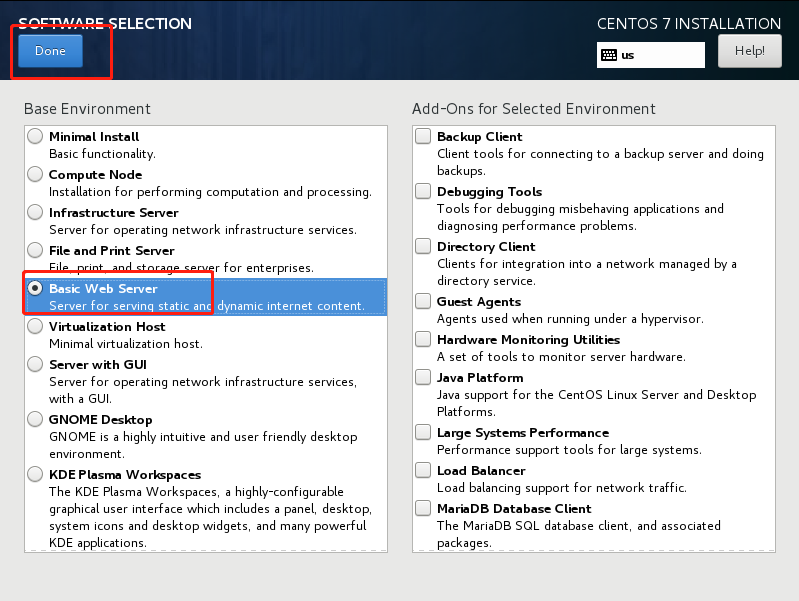 SOFTWARE SELECTION
CENTOS 7 INSTALLATION
Done
us
Help!
Base Environment
Minimal Install
Basic functionality.
Compute Node
Installation for performing computation and processing.
Infrastructure Server
Server for operating network infrastructure services.
File and Print Server
File, print, and storage server for enterprises.
Basic Web Server
Server for serving static and dynamic internet content.
Virtualization Host
Minimal virtualization host.
Server with GUI
Server for operating network infrastructure services,
with a GUI.
GNOME Desktop
GNOME is a highly intuitive and user friendly desktop
environment.
KDE Plasma Workspaces
The KDE Plasma Workspaces, a highly-configurable
graphical user interface which includes a panel, desktop,
system icons and desktop widgets, and many powerful
KDE applications.
Add-Ons for Selected Environment
Backup Client
Client tools for connecting to a backup server and doing
backups.
Debugging Tools
Tools for debugging misbehaving applications and
diagnosing performance problems.
Directory Client
Clients for integration into a network managed by a
directory service.
Guest Agents
Agents used when running under a hypervisor.
Hardware Monitoring Utilities
A set of tools to monitor server hardware.
Java Platform
Java support for the CentOS Linux Server and Desktop
Platforms.
Large Systems Performance
Performance support tools for large systems.
Load Balancer
Load balancing support for network traffic.
MariaDB Database Client
The MariaDB SQL database client, and associated
packages.